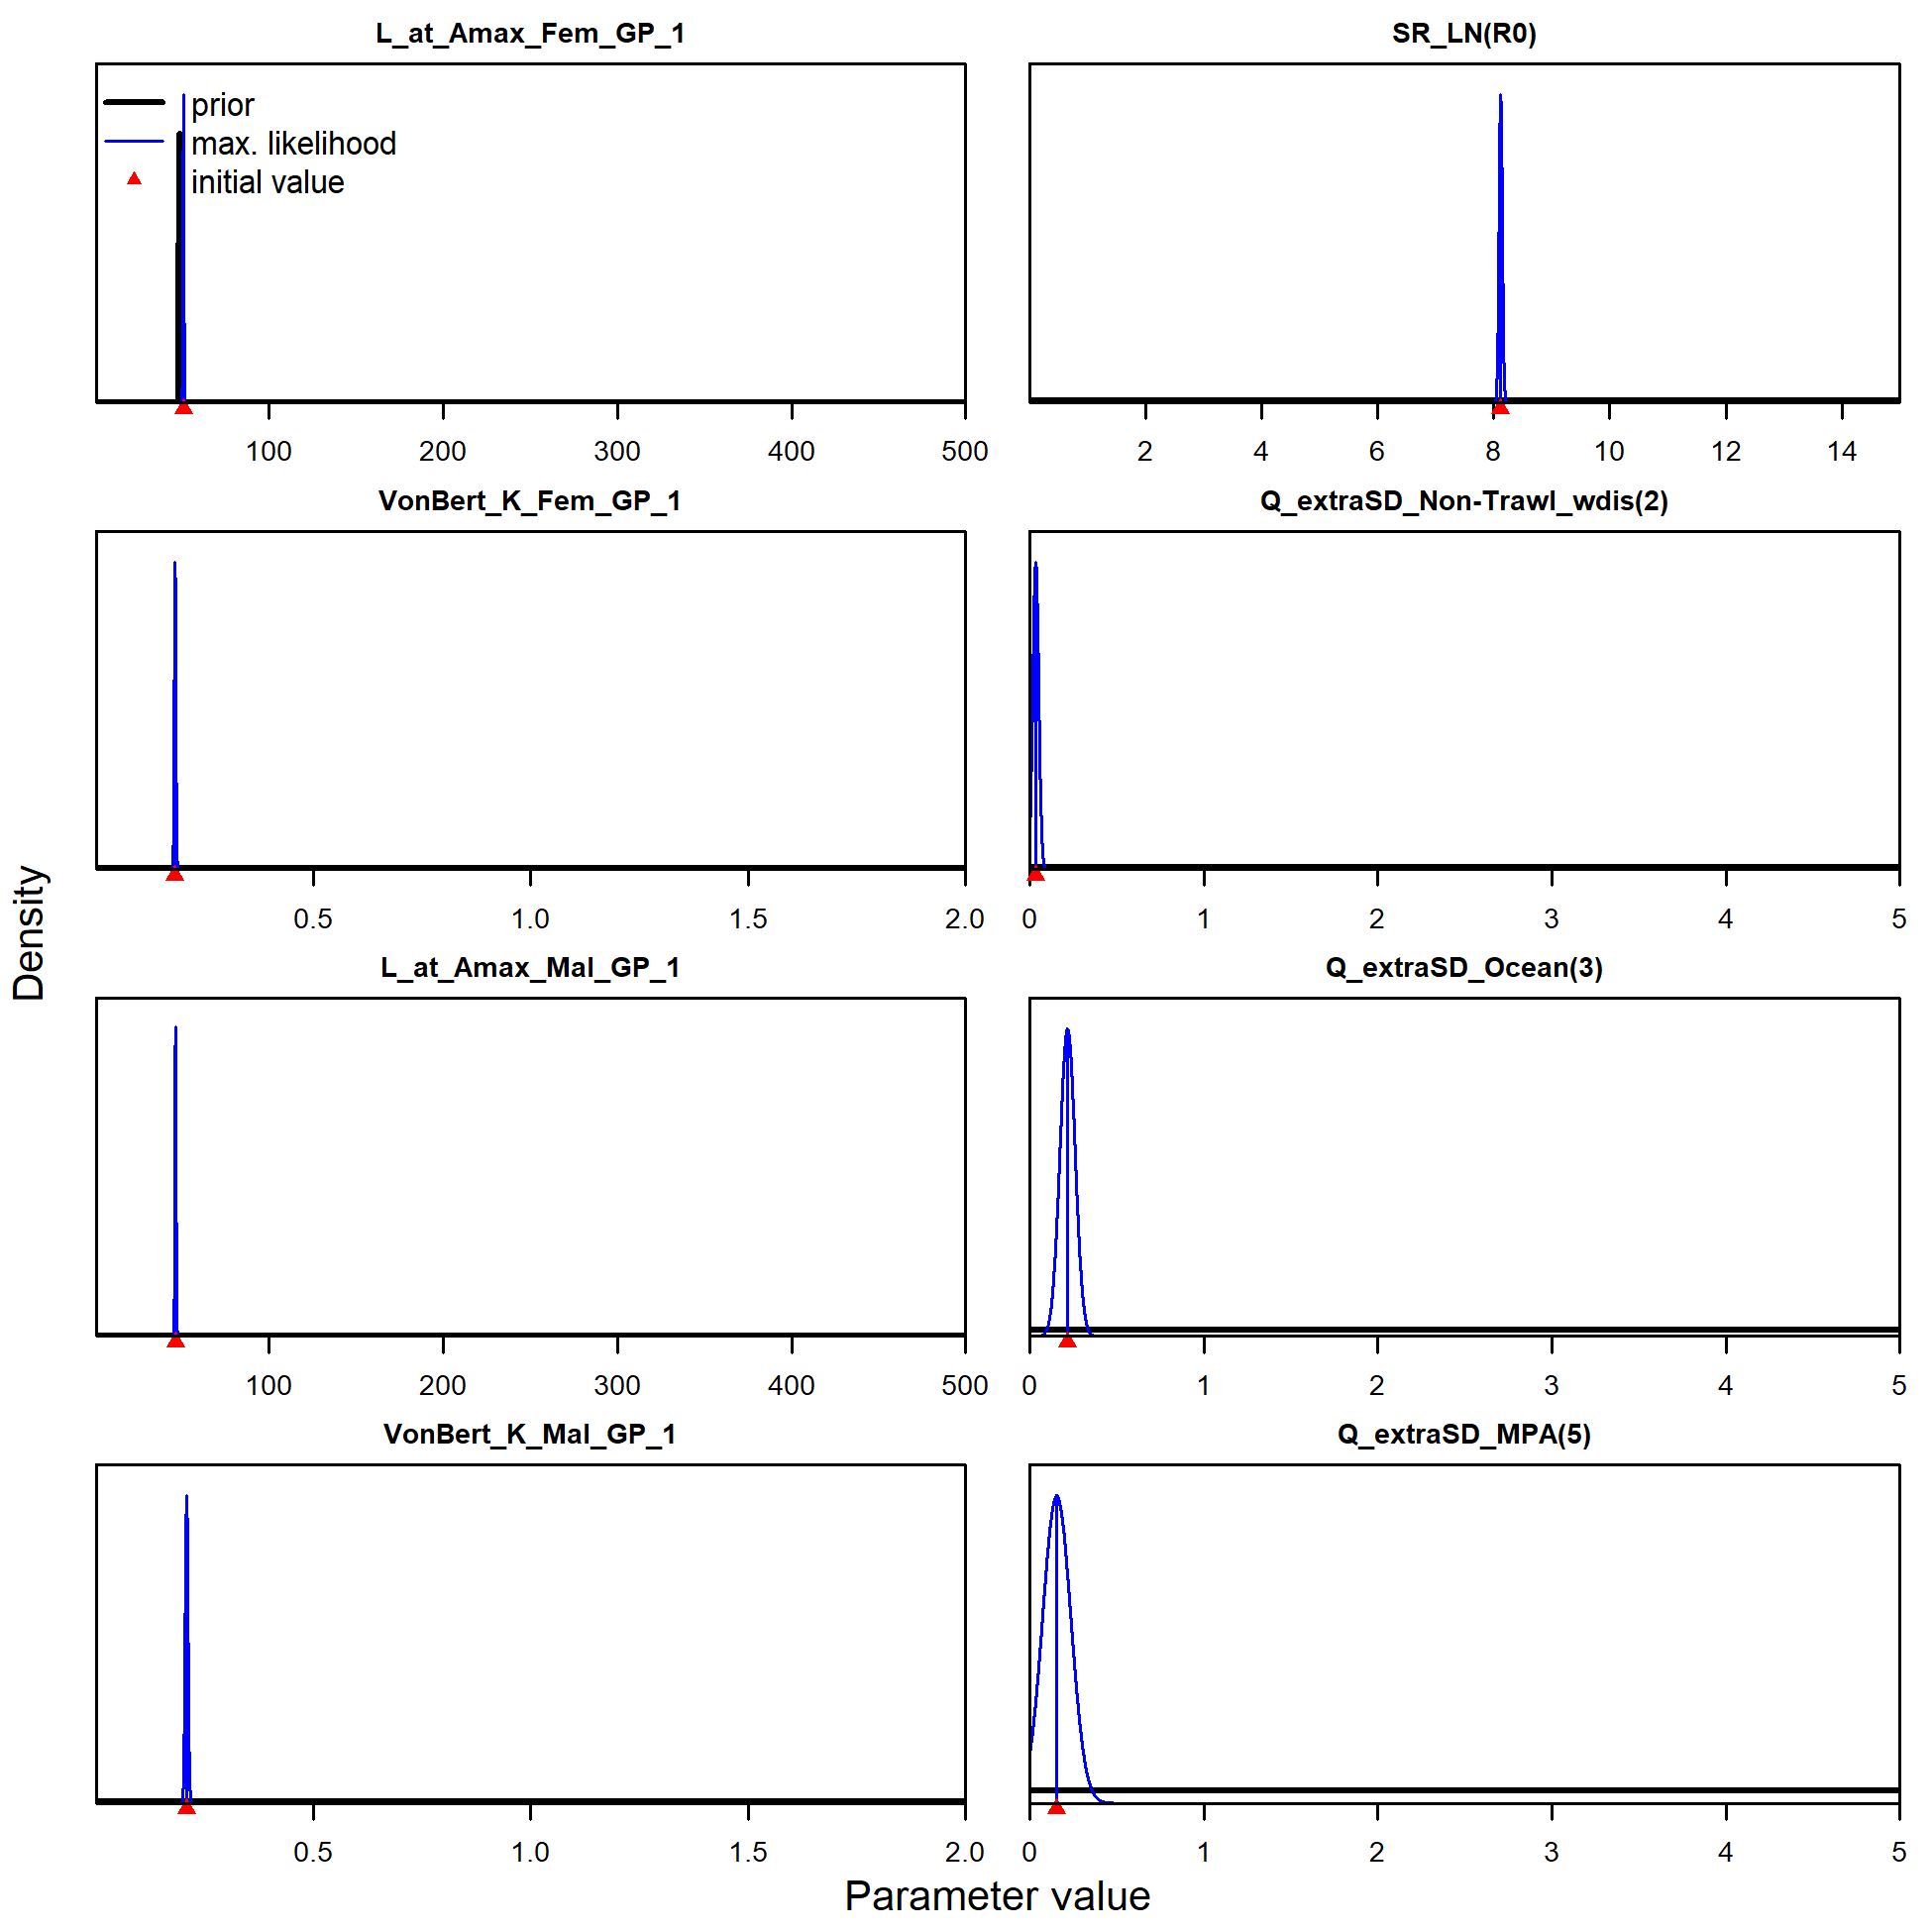 L_at_Amax_Fem_GP_1
prior
max. likelihood
initial value
100 200 300 400 500
SR_LN(R0)
2 4 6 8 10 12 14
VonBert_K_Fem_GP_1
0.5 1.0 1.5 2.0
Q_extraSD_Non-Trawl_wdis(2)
0 1 2 3 4 5
Density
L_at_Amax_Mal_GP_1
100 200 300 400 500
Q_extraSD_Ocean(3)
0 1 2 3 4 5
VonBert_K_Mal_GP_1
0.5 1.0 1.5 2.0
Q_extraSD_MPA(5)
0 1 2 3 4 5
Parameter value